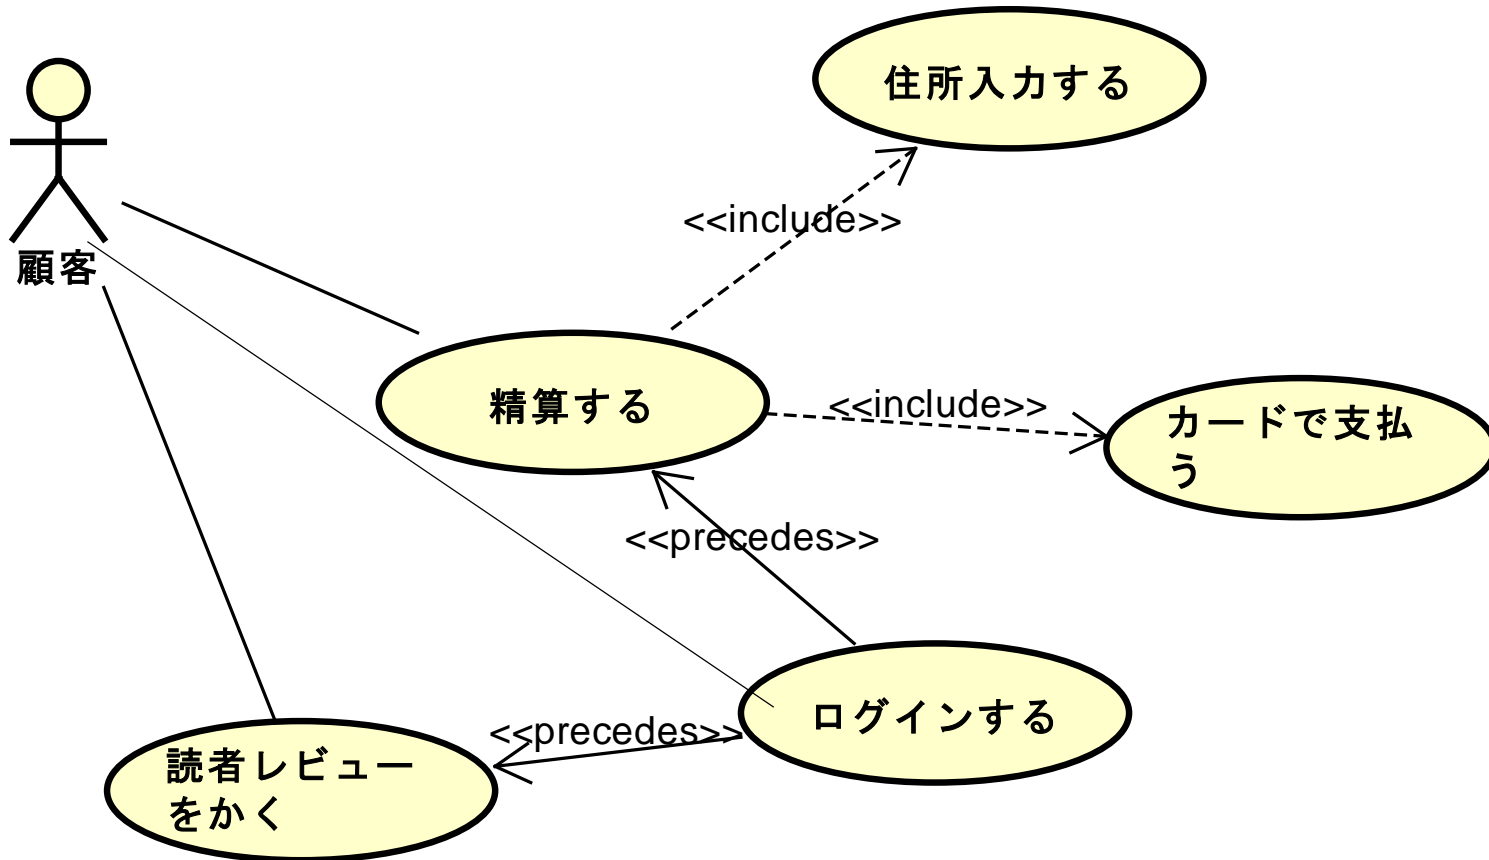 住所入力する
<<include>>
顧客
精算する
<<include>>
カードで支払
う
<<precedes>>
ログインする
<<precedes>>
読者レビュー
をかく